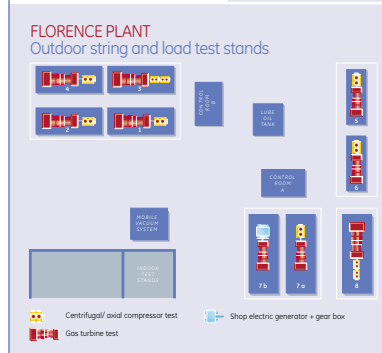 FLORENCE PLANT
Outdoor string and load test stands
4
3
2
1
CONTROL
ROOM
B
LUBE
OIL
TANK
5
6
CONTROL
ROOM
A
MOBILE
VACUUM
SYSTEM
INDOOR
TEST
STANDS
7b
7a
8
Centrifugal/ axial compressor test
Shop electric generator + gear box
Gas turbine test